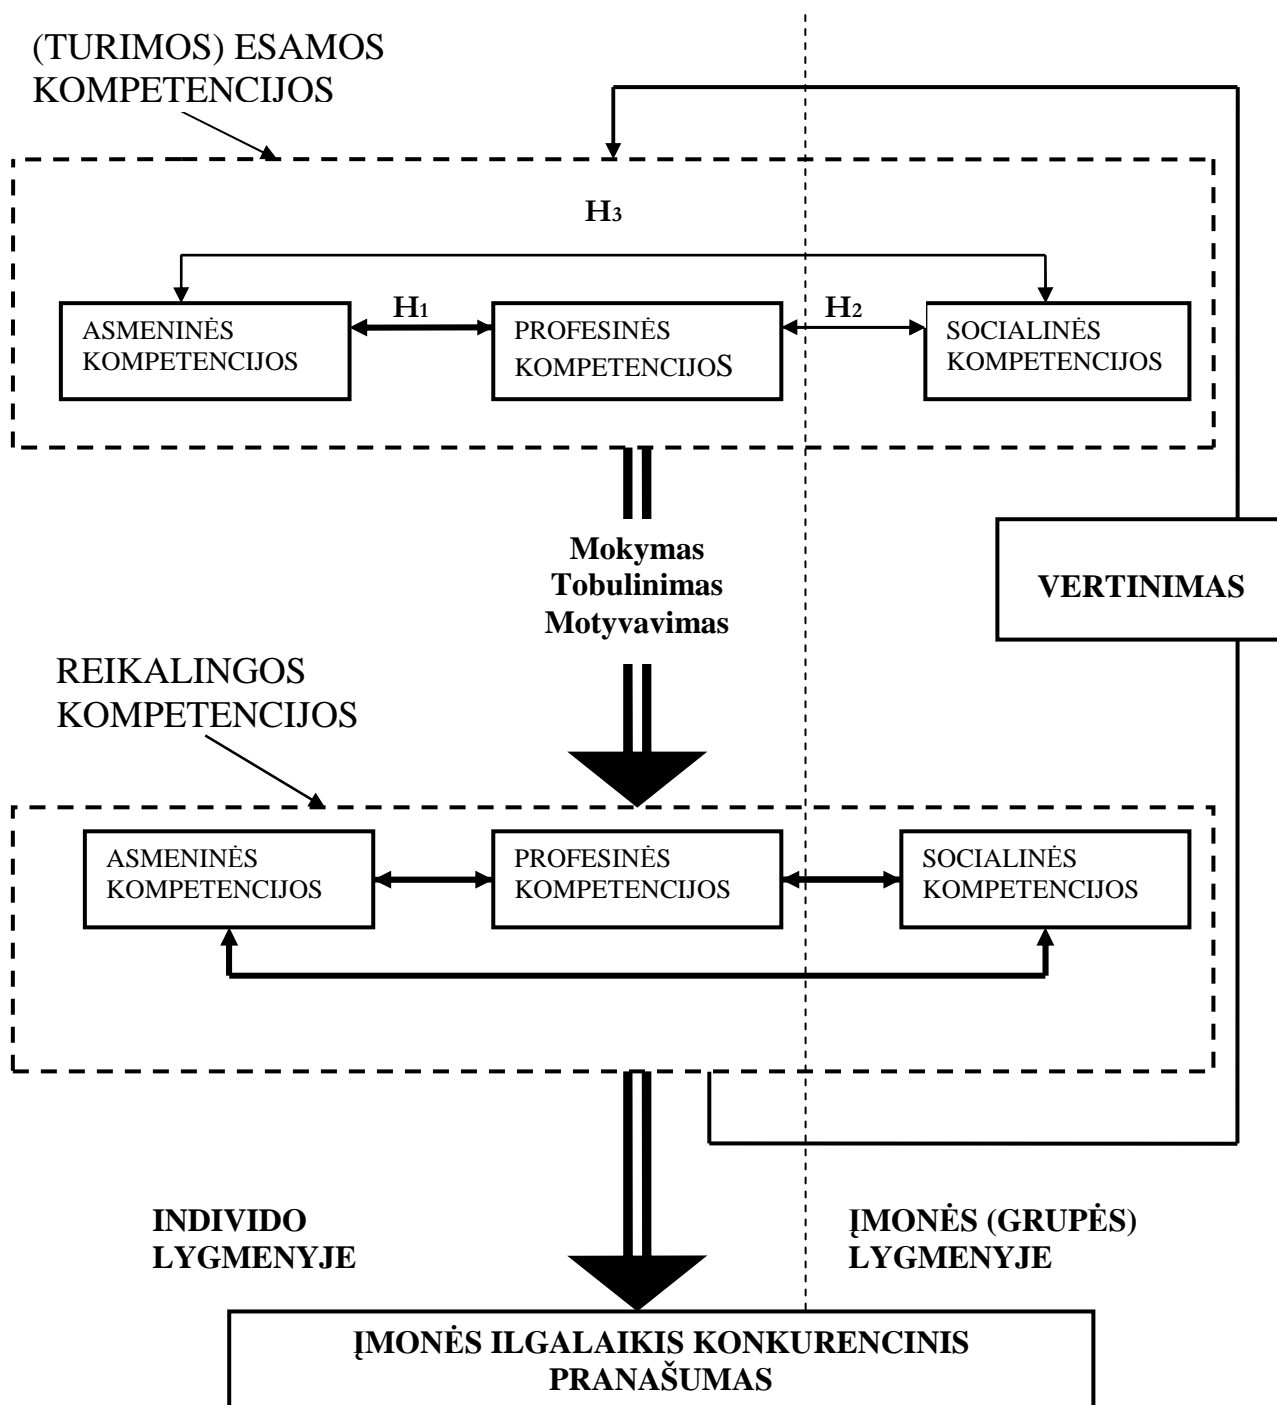 (TURIMOS) ESAMOS
KOMPETENCIJOS
H3
H1
H2
ASMENINĖS
KOMPETENCIJOS
PROFESINĖS
KOMPETENCIJOS
SOCIALINĖS
KOMPETENCIJOS
Mokymas
Tobulinimas
Motyvavimas
VERTINIMAS
REIKALINGOS
KOMPETENCIJOS
ASMENINĖS
KOMPETENCIJOS
PROFESINĖS
KOMPETENCIJOS
SOCIALINĖS
KOMPETENCIJOS
INDIVIDO
LYGMENYJE
ĮMONĖS (GRUPĖS)
LYGMENYJE
ĮMONĖS ILGALAIKIS KONKURENCINIS
PRANAŠUMAS